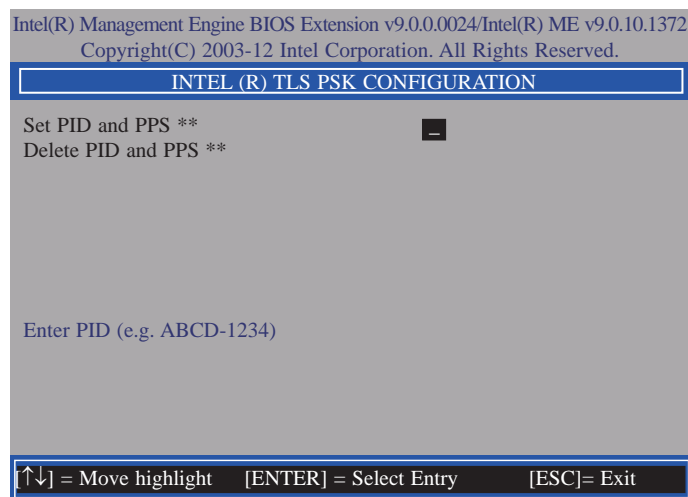 Intel(R) Management Engine BIOS Extension v9.0.0.0024/Intel(R) ME v9.0.10.1372
Copyright(C) 2003-12 Intel Corporation. All Rights Reserved.
INTEL (R) TLS PSK CONFIGURATION
Set PID and PPS ** _
Delete PID and PPS **
Enter PID (e.g. ABCD-1234)
[↑↓] = Move highlight [ENTER] = Select Entry [ESC]= Exit